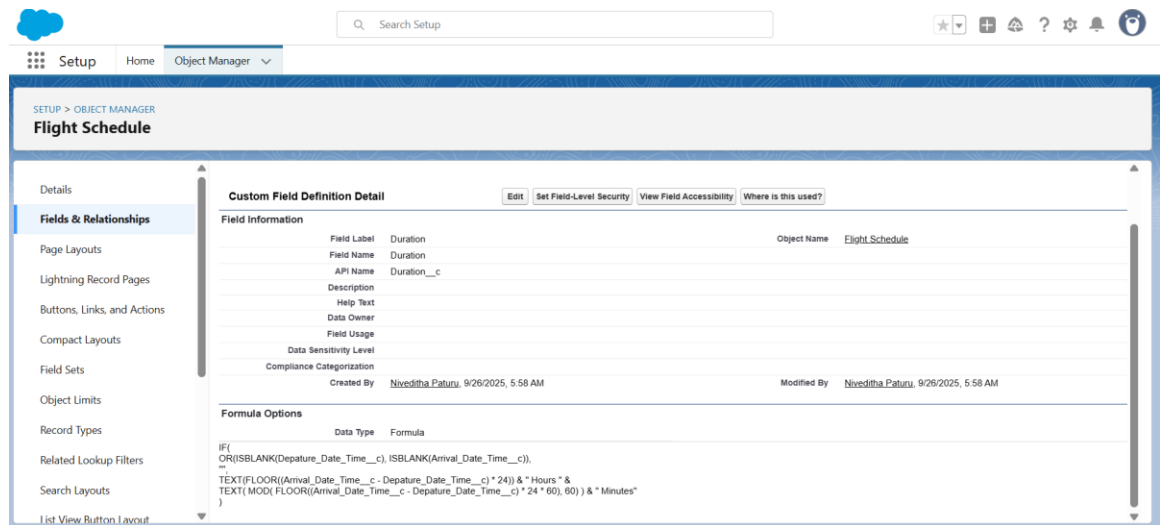 Search Setup
Setup Home Object Manager
SETUP > OBJECT MANAGER
Flight Schedule
Details
Fields & Relationships
Page Layouts
Lightning Record Pages
Buttons, Links, and Actions
Compact Layouts
Field Sets
Object Limits
Record Types
Related Lookup Filters
Search Layouts
List View Button Layout
Custom Field Definition Detail Edit Set Field-Level Security View Field Accessibility Where is this used?
Field Information
Field Label Duration Object Name Flight Schedule
Field Name Duration
API Name Duration__c
Description
Help Text
Data Owner
Field Usage
Data Sensitivity Level
Compliance Categorization
Created By Niveditha Paturu, 9/26/2025, 5:58 AM Modified By Niveditha Paturu, 9/26/2025, 5:58 AM
Formula Options
Data Type Formula
IF(
OR(ISBLANK(Depature_Date_Time__c), ISBLANK(Arrival_Date_Time__c)),
"",
TEXT(FLOOR((Arrival_Date_Time__c - Depature_Date_Time__c) * 24)) & " Hours " &
TEXT( MOD( FLOOR((Arrival_Date_Time__c - Depature_Date_Time__c) * 24 * 60), 60) ) & " Minutes"
)